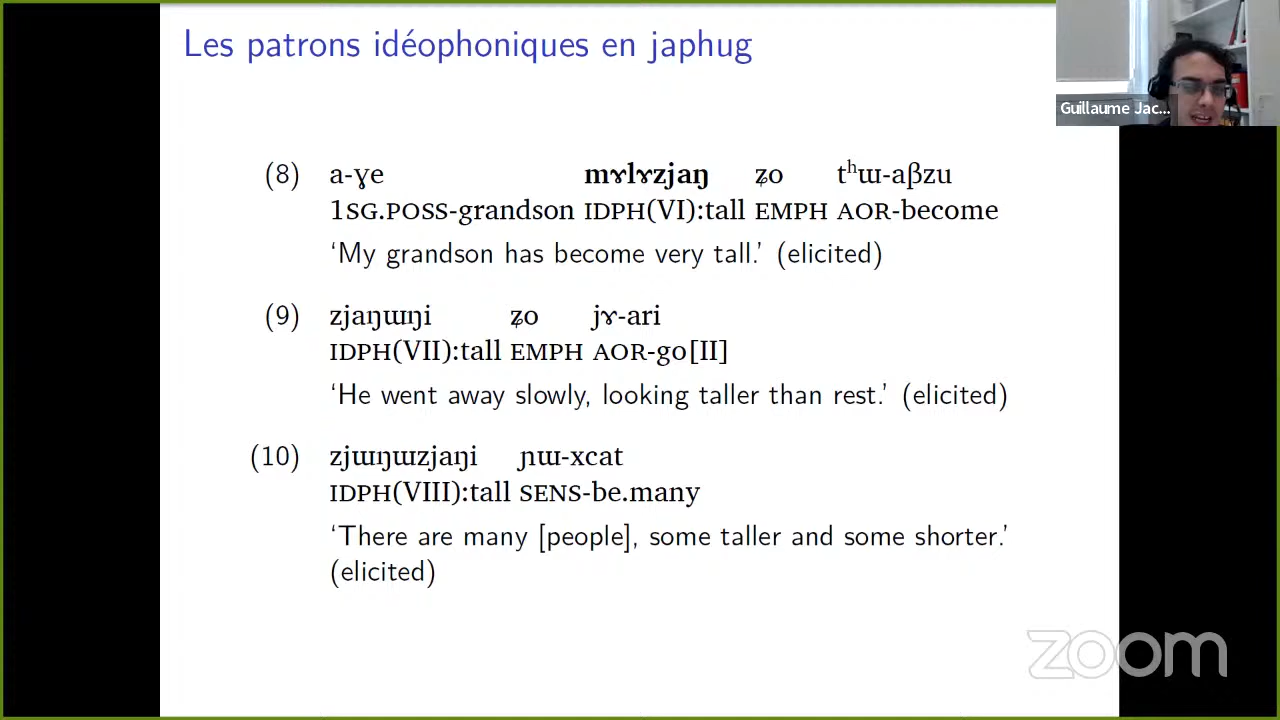 Les patrons idéophoniques en japhug
Guillaume Jac...
(8) a-ɣe mɤlɤzjaŋ ʑo tʰɯ-aβzu
1SG.POSS-grandson IDPH(VI):tall EMPH AOR-become
‘My grandson has become very tall.’ (elicited)
(9) zjaŋɯŋi ʑo jɤ-ari
IDPH(VII):tall EMPH AOR-go[II]
‘He went away slowly, looking taller than rest.’ (elicited)
(10) zjɯŋɯzjaŋi ɲɯ-xcat
IDPH(VIII):tall SENS-be.many
‘There are many [people], some taller and some shorter.’
(elicited)
zoom